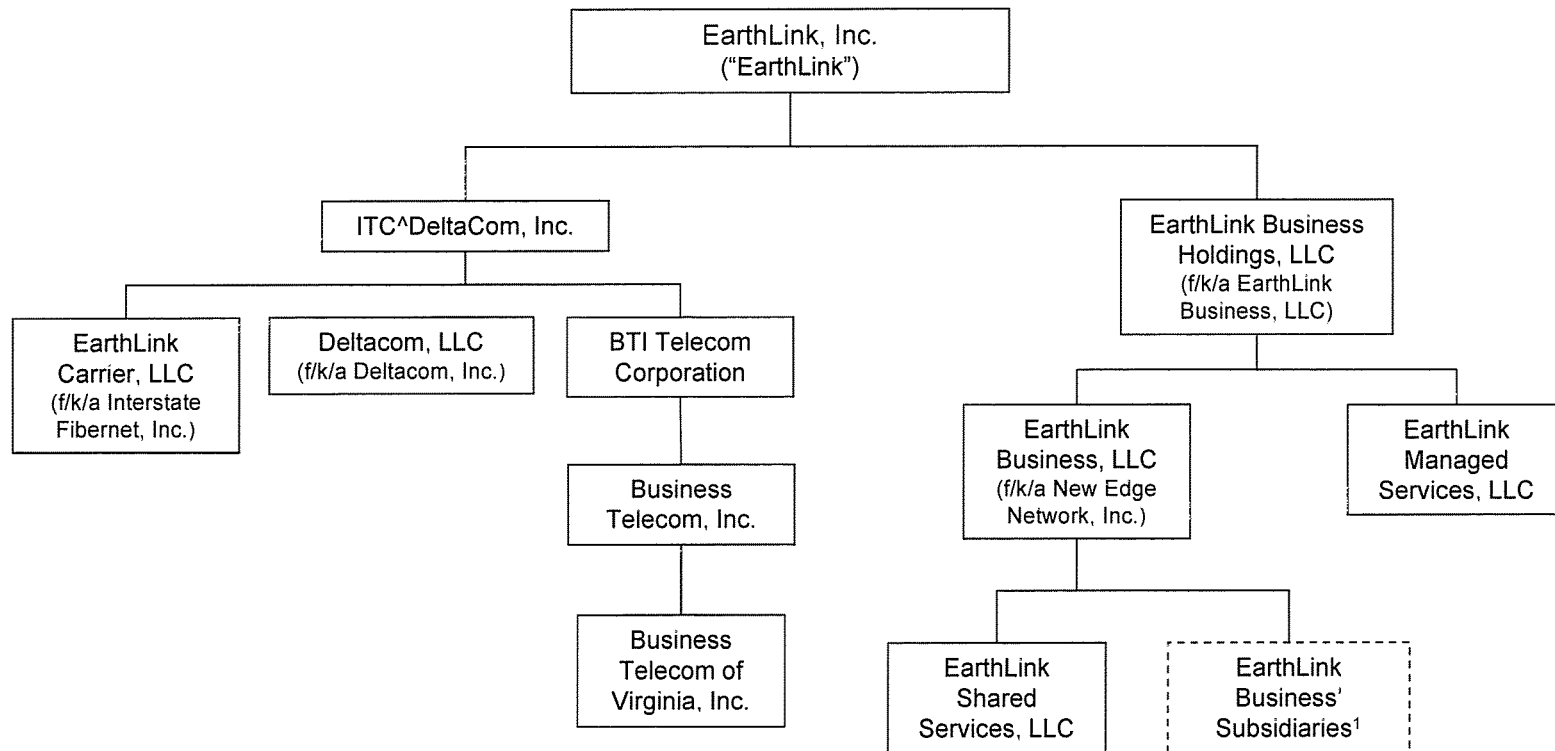 EarthLink, Inc.
(“EarthLink”)
ITC^DeltaCom, Inc.
EarthLink Business
Holdings, LLC
(f/k/a EarthLink
Business, LLC)
EarthLink
Carrier, LLC
(f/k/a Interstate
Fibernet, Inc.)
Deltacom, LLC
(f/k/a Deltacom, Inc.)
BTI Telecom
Corporation
EarthLink
Business, LLC
(f/k/a New Edge
Network, Inc.)
EarthLink
Managed
Services, LLC
Business
Telecom, Inc.
Business
Telecom of
Virginia, Inc.
EarthLink
Shared
Services, LLC
EarthLink
Business’
Subsidiaries¹